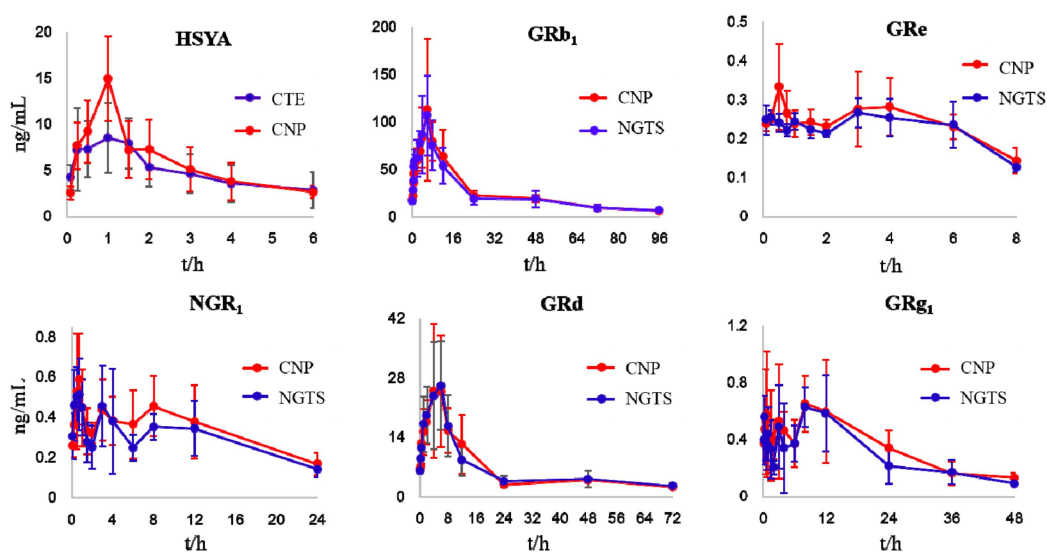 HSYA
20
15
10
5
0
ng/mL
CTE
CNP
0 1 2 3 4 5 6
t/h
GRb₁
200
150
100
50
0
CNP
NGTS
0 16 32 48 64 80 96
t/h
GRe
0.5
0.4
0.3
0.2
0.1
0
CNP
NGTS
0 2 4 6 8
t/h
NGR₁
0.8
0.6
0.4
0.2
0
ng/mL
CNP
NGTS
0 4 8 12 16 20 24
t/h
GRd
42
28
14
0
CNP
NGTS
0 8 16 24 32 40 48 56 64 72
t/h
GRg₁
1.2
0.8
0.4
0
CNP
NGTS
0 12 24 36 48
t/h